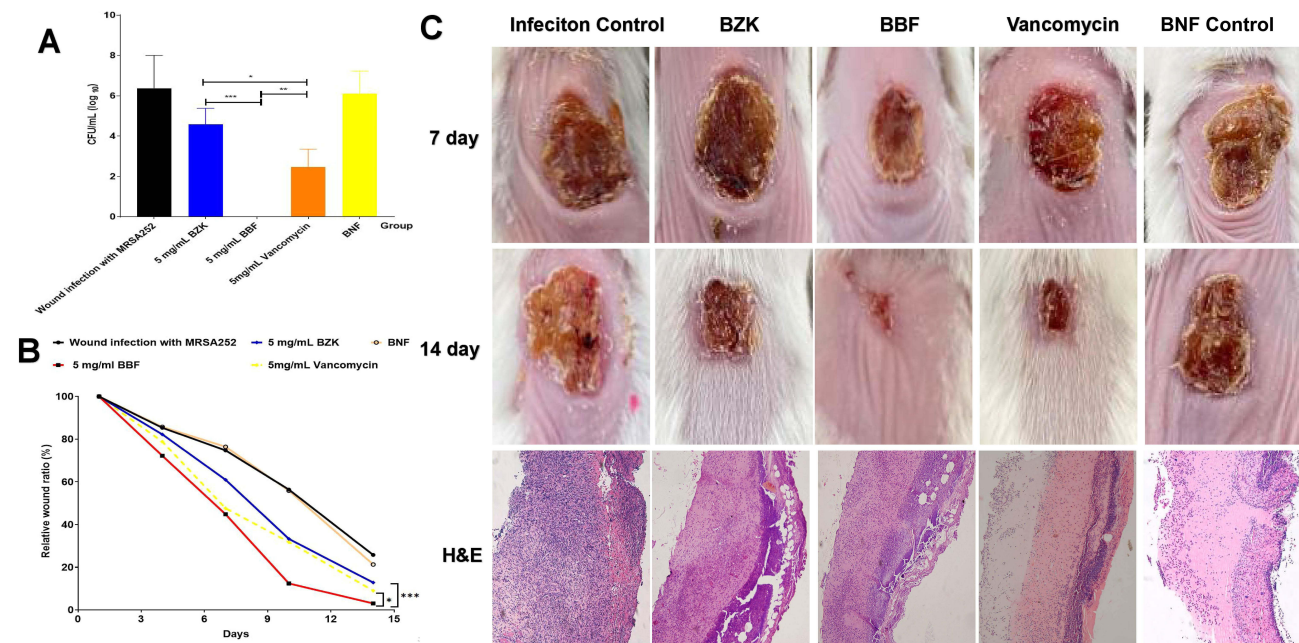 A
10
8
6
4
2
0
CFU/mL (log 10)
*
***
**
Wound infection with MRSA252
5 mg/mL BZK
5 mg/mL BBF
5mg/mL Vancomycin
BNF
Group
B
Wound infection with MRSA252
5 mg/mL BZK
BNF
5 mg/ml BBF
5mg/mL Vancomycin
100
80
60
40
20
0
Relative wound ratio (%)
0 3 6 9 12 15
Days
*
***
C
Infeciton Control BZK BBF Vancomycin BNF Control
7 day
14 day
H&E